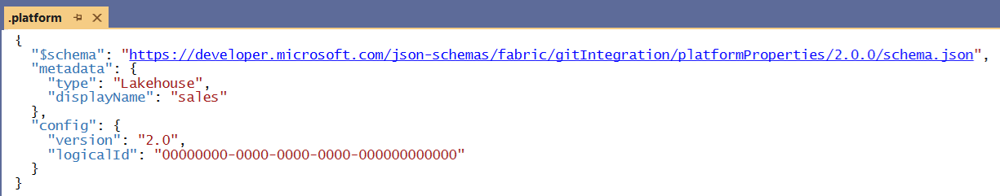 .platform
{
  "$schema": "https://developer.microsoft.com/json-schemas/fabric/gitIntegration/platformProperties/2.0.0/schema.json",
  "metadata": {
    "type": "Lakehouse",
    "displayName": "sales"
  },
  "config": {
    "version": "2.0",
    "logicalId": "00000000-0000-0000-0000-000000000000"
  }
}